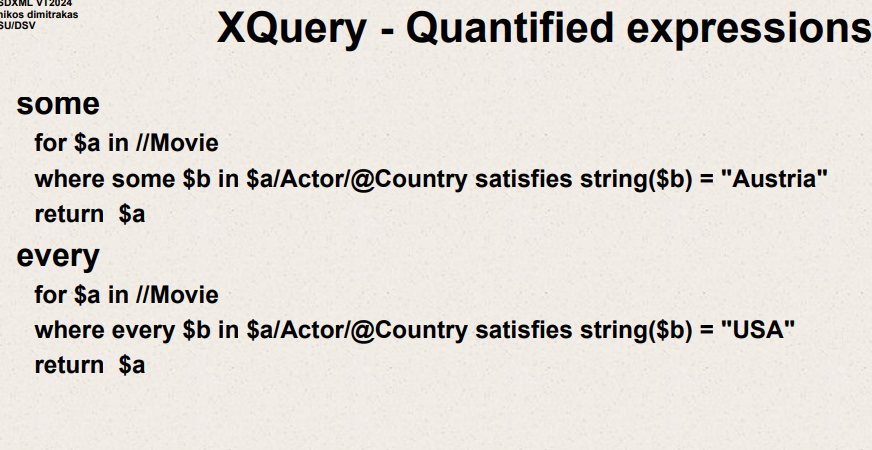 SDXML VT2024
nikos dimitrakas
SU/DSV
XQuery - Quantified expressions
some
for $a in //Movie
where some $b in $a/Actor/@Country satisfies string($b) = "Austria"
return $a
every
for $a in //Movie
where every $b in $a/Actor/@Country satisfies string($b) = "USA"
return $a